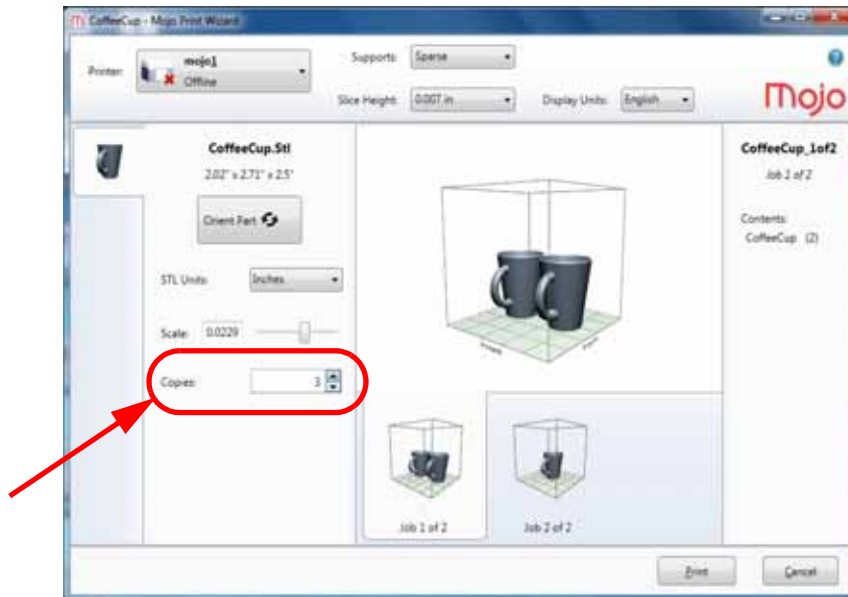 CoffeeCup - Mojo Print Wizard
Printer: mojo1 Offline
Supports: Sparse
Slice Height: 0.007 in
Display Units: English
Mojo
CoffeeCup.Stl
2.02" x 2.71" x 2.5"
Orient Part
STL Units: Inches
Scale: 0.0229
Copies: 3
Job 1 of 2
Job 2 of 2
CoffeeCup_1of2
Job 1 of 2
Contents:
CoffeeCup (2)
Print
Cancel